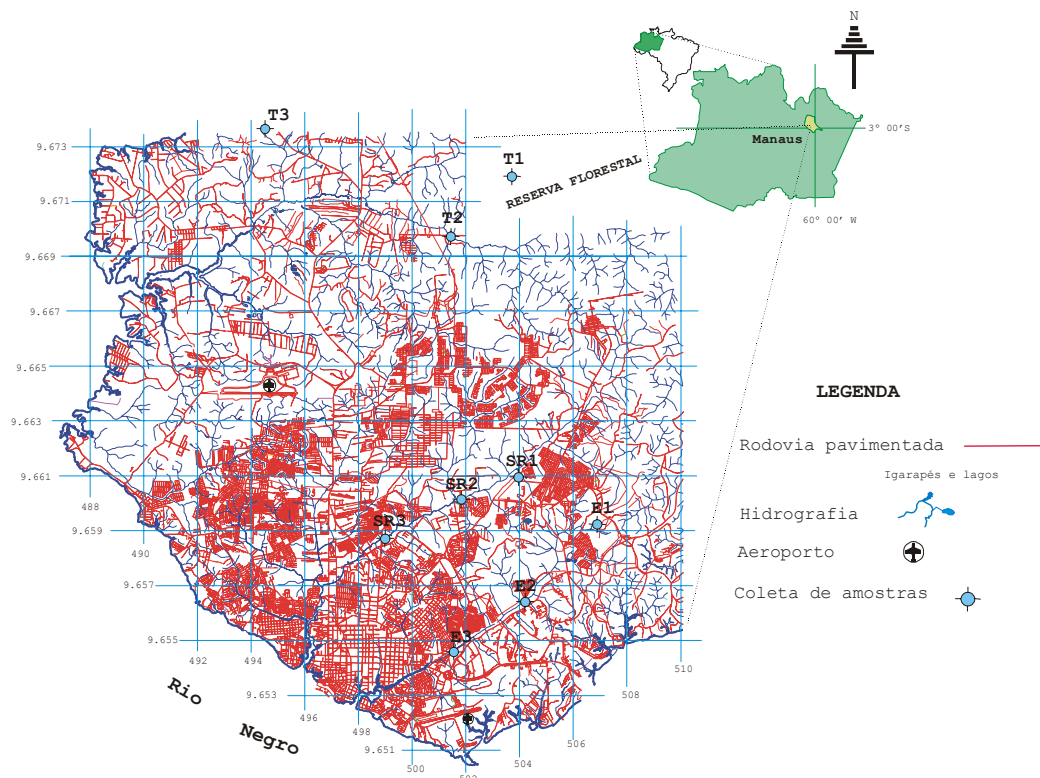 N
T3
9.673
3° 00’S
Manaus
T1
RESERVA FLORESTAL
9.671
60° 00’ W
T2
9.669
9.667
9.665
LEGENDA
9.663
Rodovia pavimentada
SR1
9.661
Igarapés e lagos
SR2
488
E1
Hidrografia
SR3
9.659
490
Aeroporto
9.657
E2
Coleta de amostras
E3
9.655
492
494
510
Rio
Negro
9.653
508
496
498
506
9.651
504
500
502